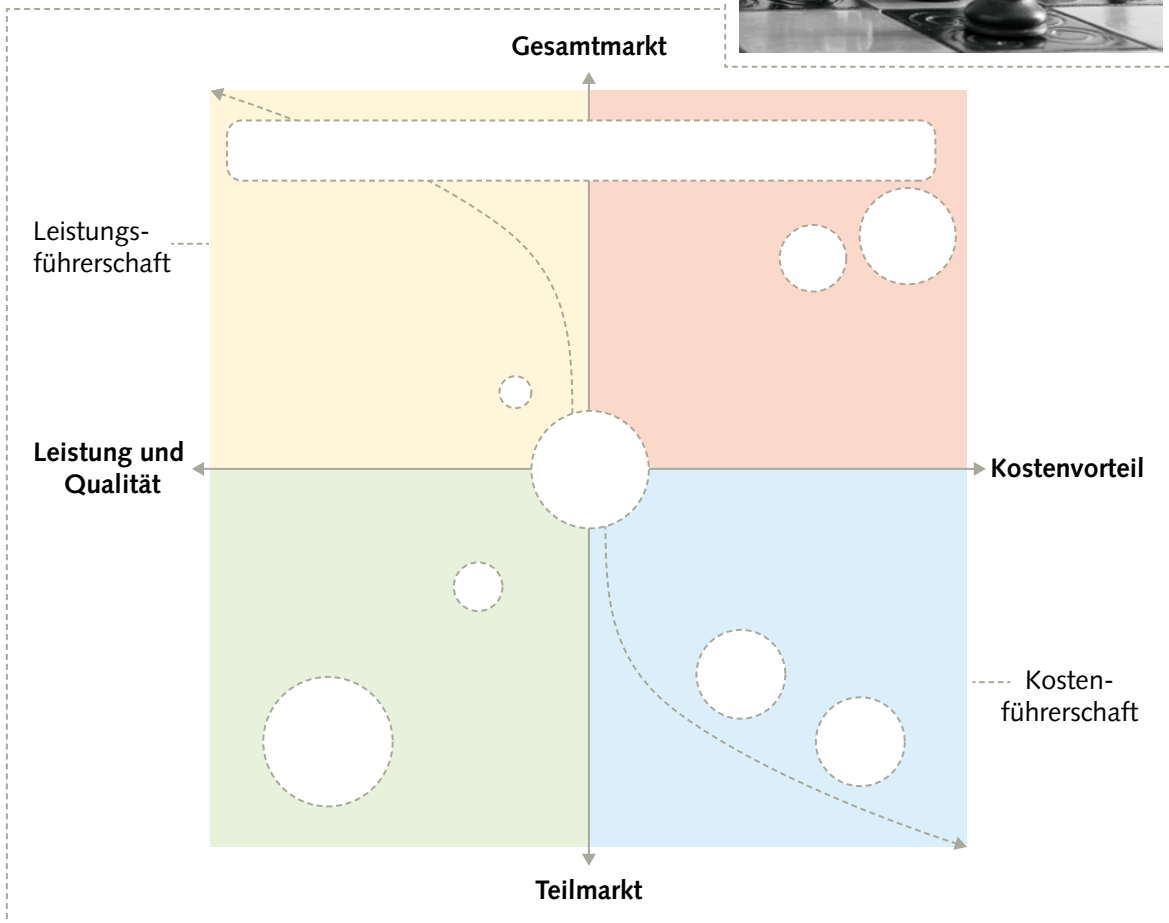 Gesamtmarkt
Leistungs-
führerschaft
Leistung und
Qualität
Kostenvorteil
Kosten-
führerschaft
Teilmarkt